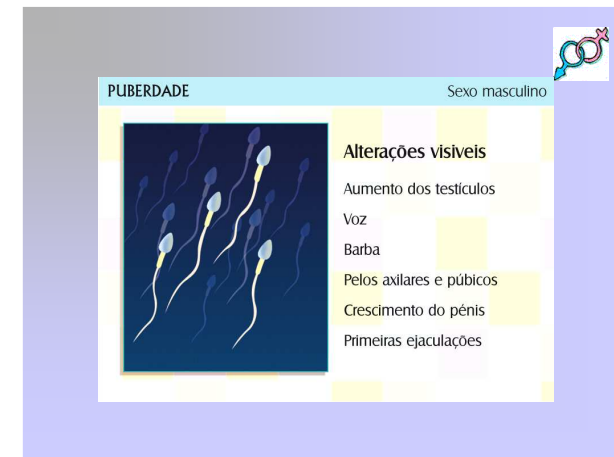 PUBERDADE Sexo masculino
Alterações visiveis
Aumento dos testículos
Voz
Barba
Pelos axilares e púbicos
Crescimento do pénis
Primeiras ejaculações